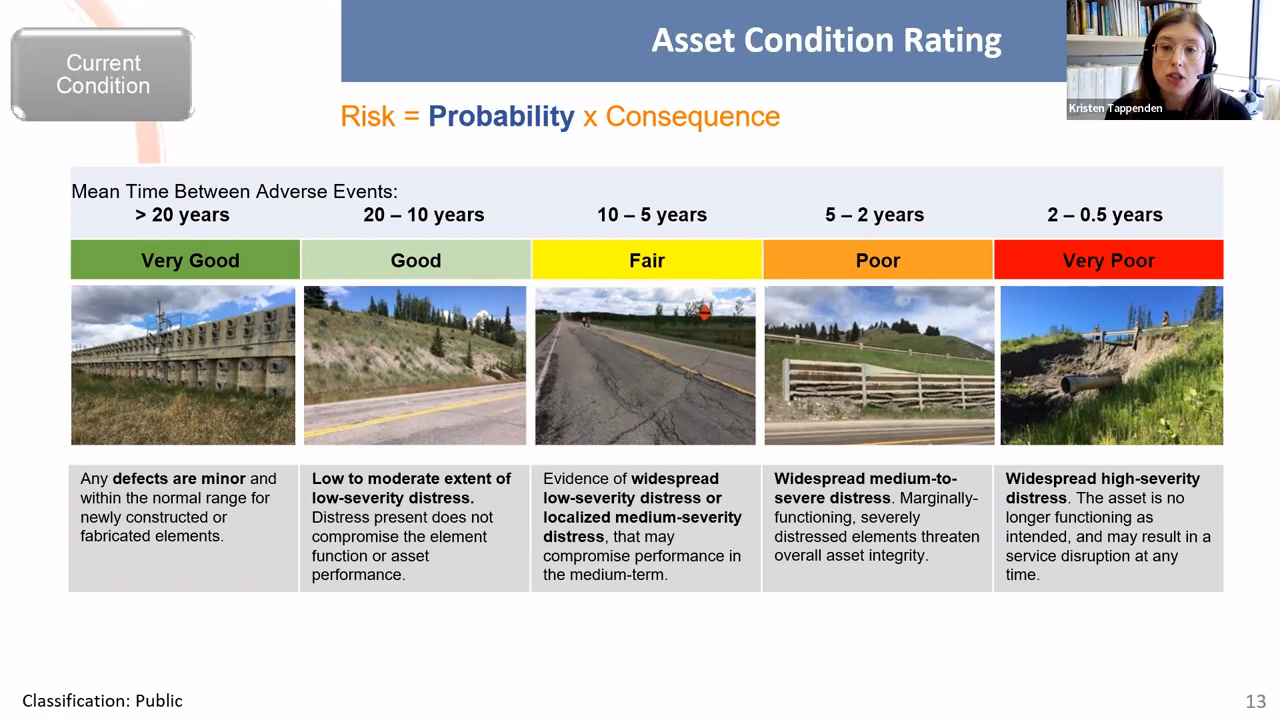 Current
Condition
Asset Condition Rating
Kristen Tappenden
Risk = Probability x Consequence
Mean Time Between Adverse Events:
> 20 years
20 – 10 years
10 – 5 years
5 – 2 years
2 – 0.5 years
Very Good
Good
Fair
Poor
Very Poor
Any defects are minor and
within the normal range for
newly constructed or
fabricated elements.
Low to moderate extent of
low-severity distress.
Distress present does not
compromise the element
function or asset
performance.
Evidence of widespread
low-severity distress or
localized medium-severity
distress, that may
compromise performance in
the medium-term.
Widespread medium-to-
severe distress. Marginally-
functioning, severely
distressed elements threaten
overall asset integrity.
Widespread high-severity
distress. The asset is no
longer functioning as
intended, and may result in a
service disruption at any
time.
Classification: Public
13